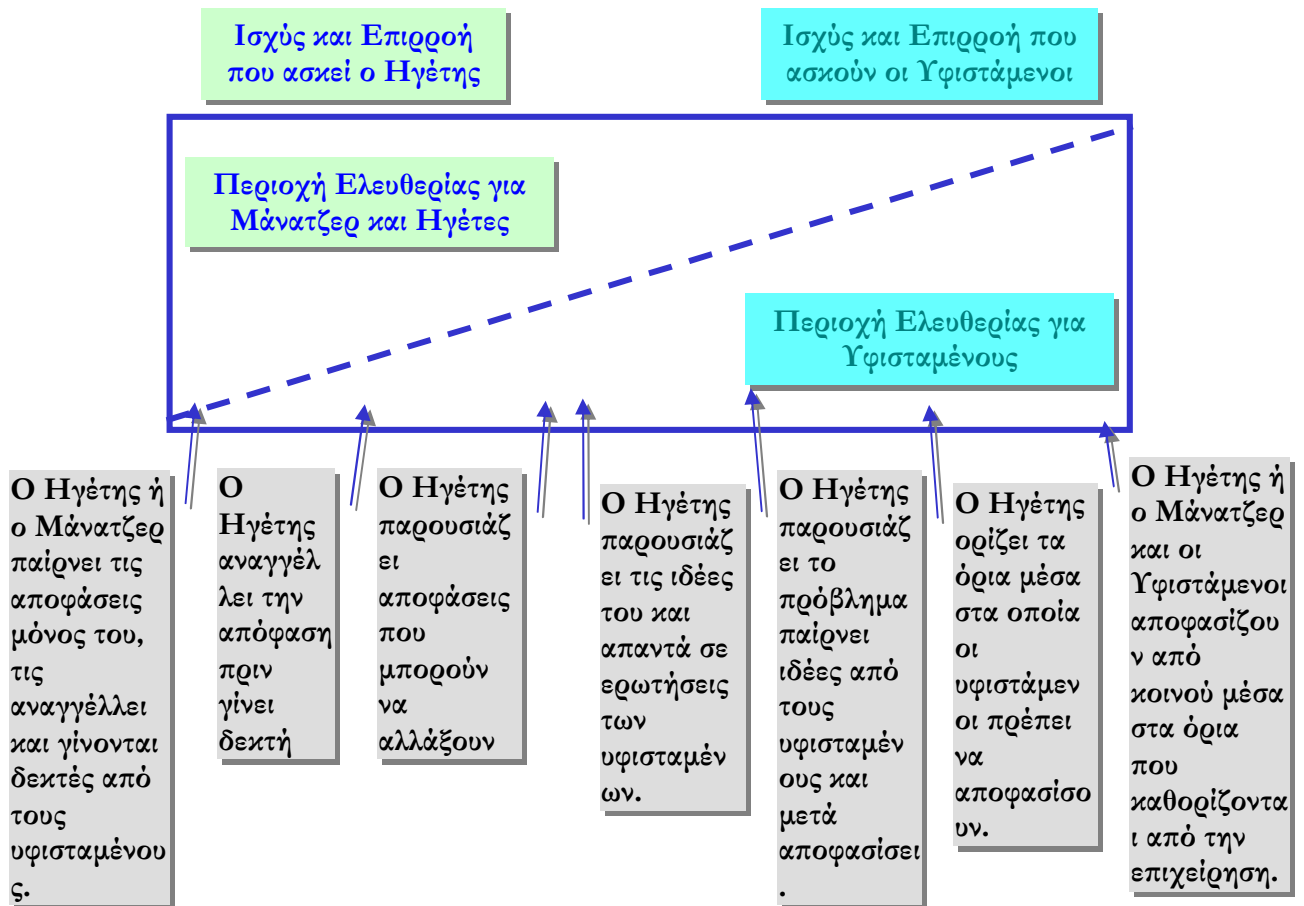 Ισχύς και Επιρροή
που ασκεί ο Ηγέτης
Ισχύς και Επιρροή που
ασκούν οι Υφιστάμενοι
Περιοχή Ελευθερίας για
Μάνατζερ και Ηγέτες
Περιοχή Ελευθερίας για
Υφισταμένους
Ο Ηγέτης ή
ο Μάνατζερ
παίρνει τις
αποφάσεις
μόνος του,
τις
αναγγέλλει
και γίνονται
δεκτές από
τους
υφισταμένου
ς.
Ο
Ηγέτης
αναγγέλ
λει την
απόφαση
πριν
γίνει
δεκτή
Ο Ηγέτης
παρουσιάζ
ει
αποφάσεις
που
μπορούν
να
αλλάξουν
Ο Ηγέτης
παρουσιάζ
ει τις ιδέες
του και
απαντά σε
ερωτήσεις
των
υφισταμέν
ων.
Ο Ηγέτης
παρουσιάζ
ει το
πρόβλημα
παίρνει
ιδέες από
τους
υφισταμέν
ους και
μετά
αποφασίσει
.
Ο Ηγέτης
ορίζει τα
όρια μέσα
στα οποία
οι
υφιστάμεν
οι πρέπει
να
αποφασίσο
υν.
Ο Ηγέτης ή
ο Μάνατζερ
και οι
Υφιστάμενοι
αποφασίζου
ν από
κοινού μέσα
στα όρια
που
καθορίζοντα
ι από την
επιχείρηση.